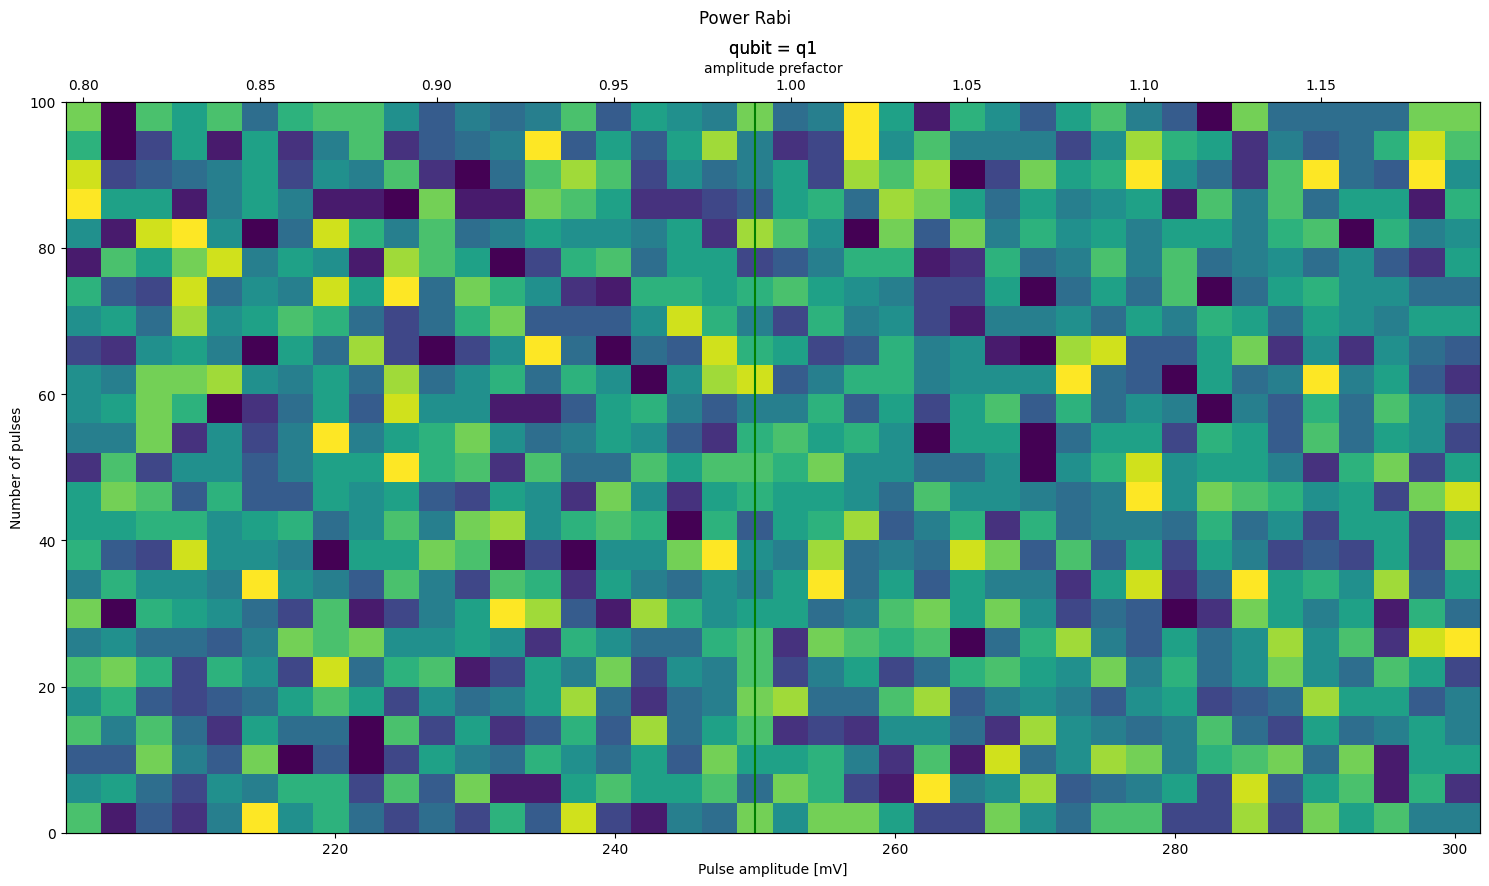 Power Rabi
qubit = q1
amplitude prefactor
0.80 0.85 0.90 0.95 1.00 1.05 1.10 1.15
100
80
60
40
20
0
Number of pulses
220 240 260 280 300
Pulse amplitude [mV]